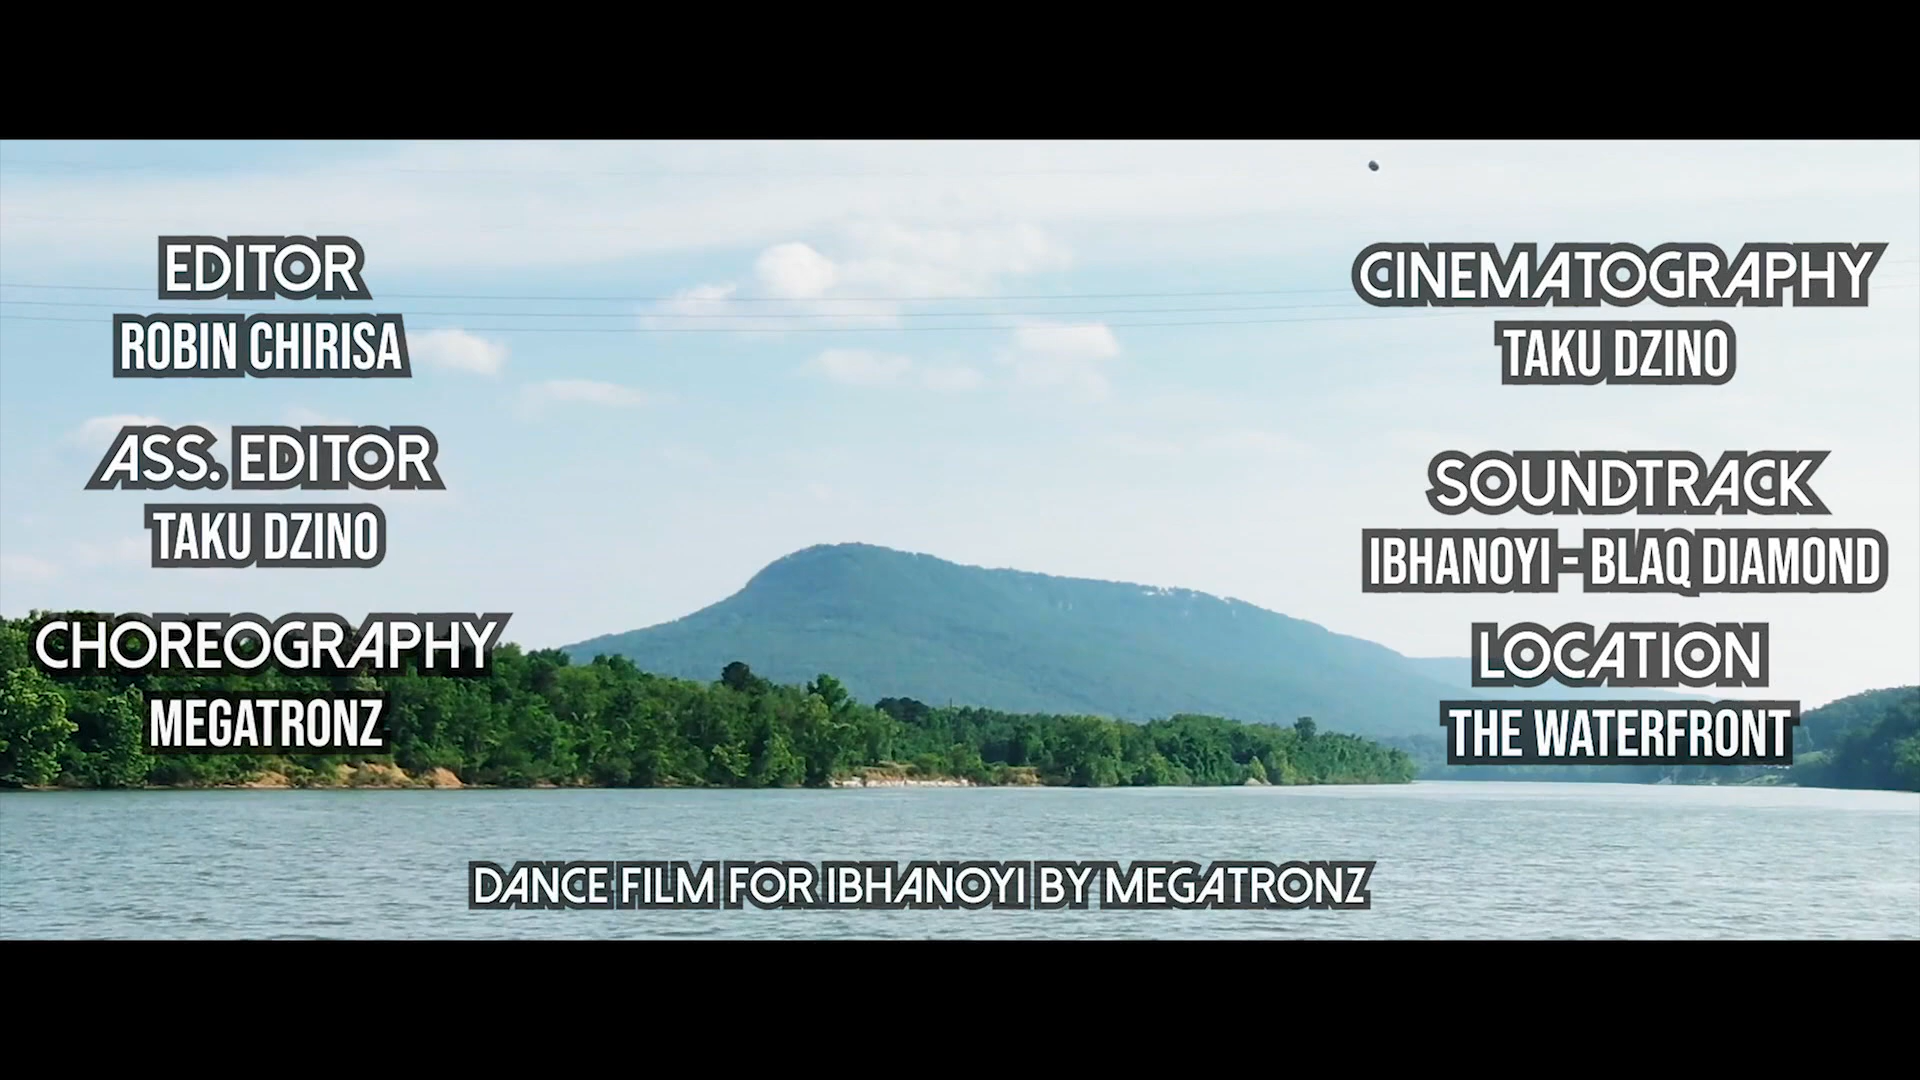 EDITOR
ROBIN CHIRISA
ASS. EDITOR
TAKU DZINO
CHOREOGRAPHY
MEGATRONZ
CINEMATOGRAPHY
TAKU DZINO
SOUNDTRACK
IBHANOYI - BLAQ DIAMOND
LOCATION
THE WATERFRONT
DANCE FILM FOR IBHANOYI BY MEGATRONZ